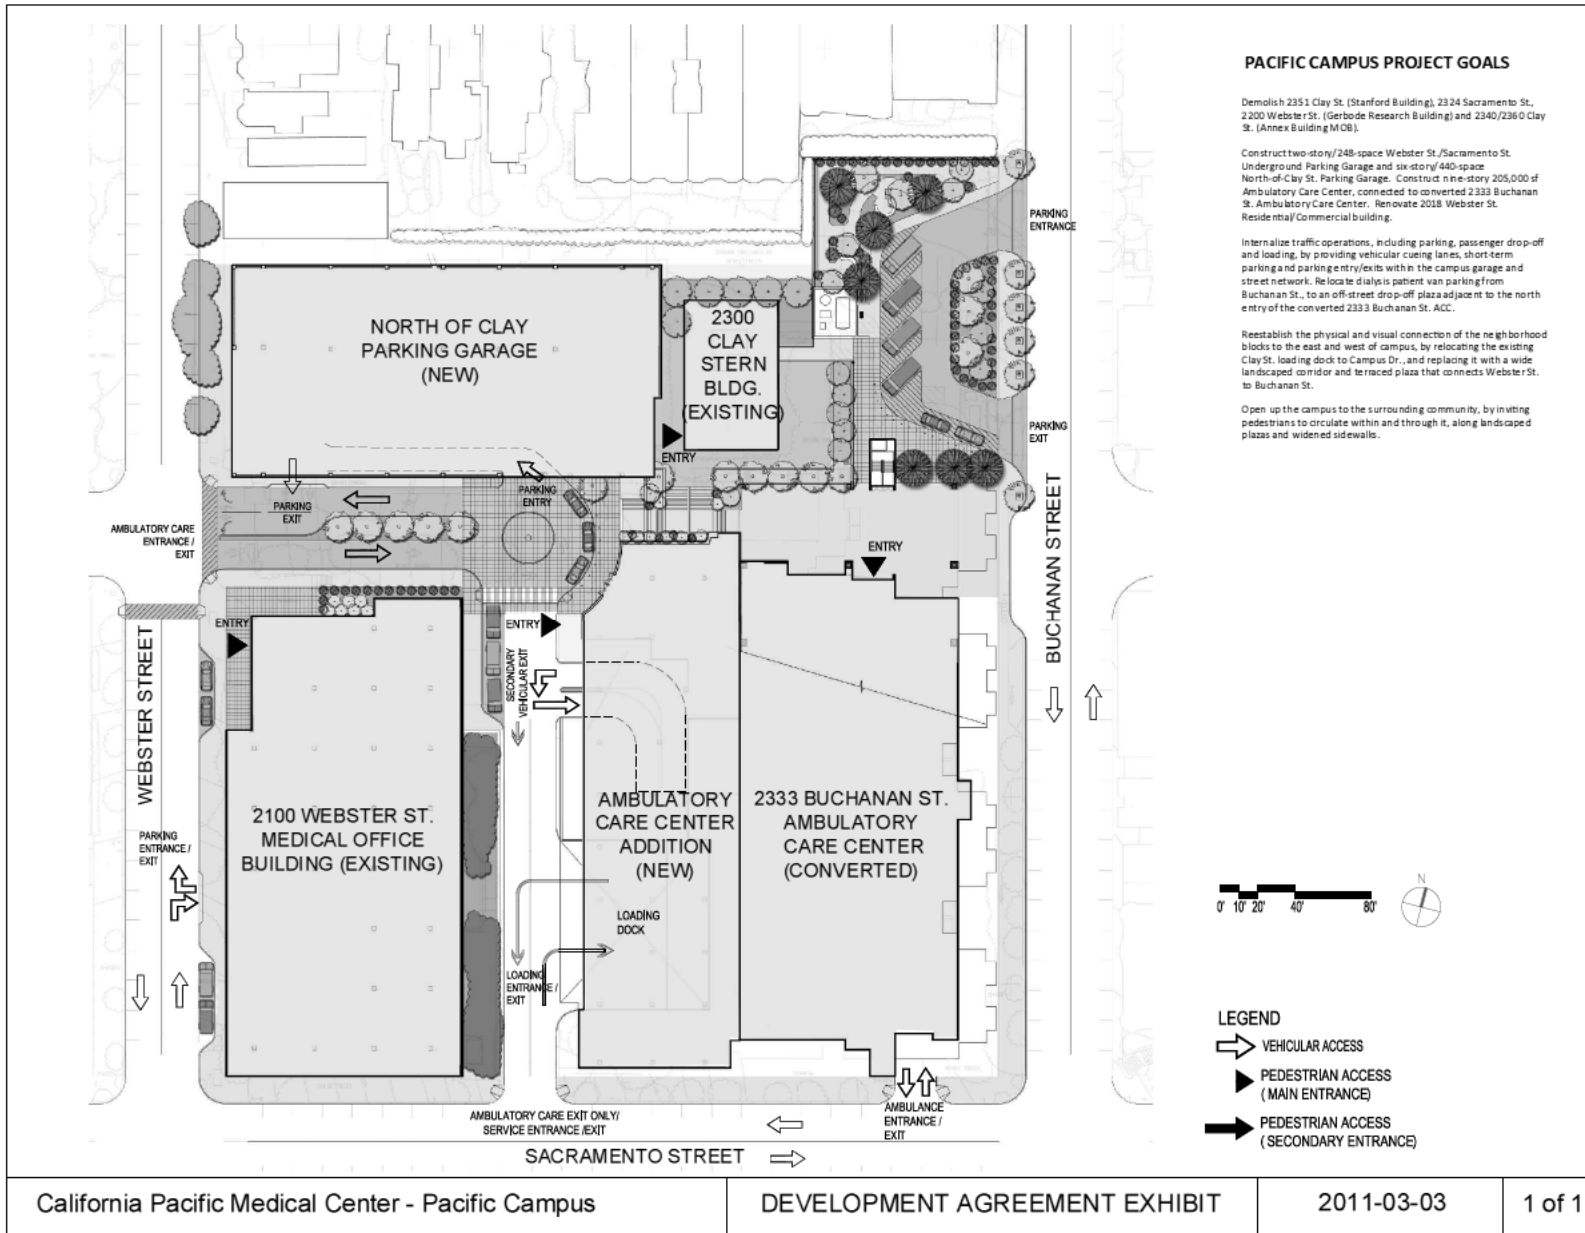 PACIFIC CAMPUS PROJECT GOALS
Demolish 2351 Clay St. (Stanford Building), 2324 Sacramento St.,
2200 Webster St. (Gerbode Research Building) and 2340/2360 Clay
St. (Annex Building MOB).
Construct two-story/248-space Webster St./Sacramento St.
Underground Parking Garage and six-story/440-space
North-of-Clay St. Parking Garage. Construct nine-story 205,000 sf
Ambulatory Care Center, connected to converted 2333 Buchanan
St. Ambulatory Care Center. Renovate 2018 Webster St.
Residential/Commercial building.
Internalize traffic operations, including parking, passenger drop-off
and loading, by providing vehicular cueing lanes, short-term
parking and parking entry/exits within the campus garage and
street network. Relocate dialysis patient van parking from
Buchanan St., to an off-street drop-off plaza adjacent to the north
entry of the converted 2333 Buchanan St. ACC.
Reestablish the physical and visual connection of the neighborhood
blocks to the east and west of campus, by relocating the existing
Clay St. loading dock to Campus Dr., and replacing it with a wide
landscaped corridor and terraced plaza that connects Webster St.
to Buchanan St.
Open up the campus to the surrounding community, by inviting
pedestrians to circulate within and through it, along landscaped
plazas and widened sidewalks.
PARKING
ENTRANCE
NORTH OF CLAY
PARKING GARAGE
(NEW)
2300
CLAY
STERN
BLDG.
(EXISTING)
PARKING
EXIT
ENTRY
PARKING
ENTRY
PARKING
EXIT
AMBULATORY CARE
ENTRANCE /
EXIT
ENTRY
BUCHANAN STREET
ENTRY
ENTRY
SECONDARY
VEHICULAR EXIT
WEBSTER STREET
2100 WEBSTER ST.
MEDICAL OFFICE
BUILDING (EXISTING)
AMBULATORY
CARE CENTER
ADDITION
(NEW)
2333 BUCHANAN ST.
AMBULATORY
CARE CENTER
(CONVERTED)
PARKING
ENTRANCE /
EXIT
LOADING
DOCK
LOADING
ENTRANCE /
EXIT
N
0' 10' 20' 40' 80'
LEGEND
VEHICULAR ACCESS
PEDESTRIAN ACCESS
( MAIN ENTRANCE)
PEDESTRIAN ACCESS
( SECONDARY ENTRANCE)
AMBULATORY CARE EXIT ONLY/
SERVICE ENTRANCE /EXIT
AMBULANCE
ENTRANCE /
EXIT
SACRAMENTO STREET
California Pacific Medical Center - Pacific Campus
DEVELOPMENT AGREEMENT EXHIBIT
2011-03-03
1 of 1